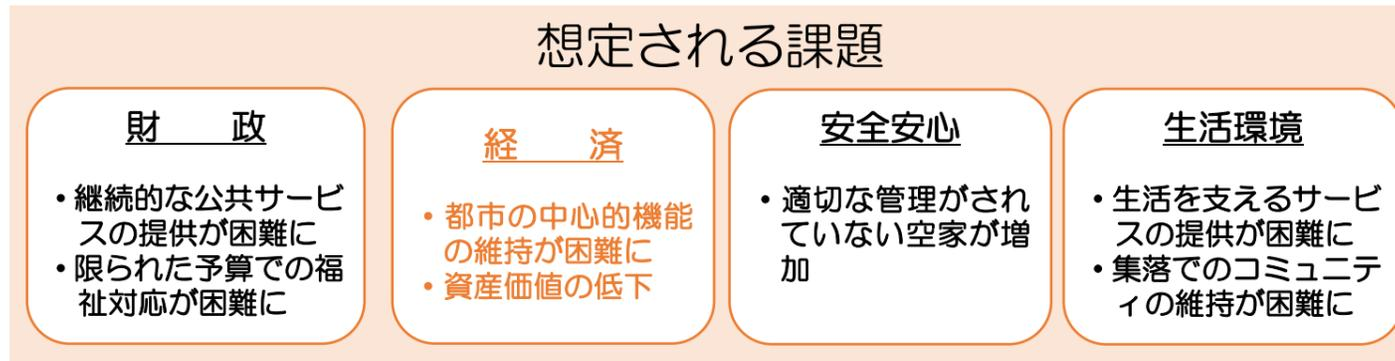 想定される課題
財　　政
・継続的な公共サービ
スの提供が困難に
・限られた予算での福
祉対応が困難に
経　　済
・都市の中心的機能
の維持が困難に
・資産価値の低下
安全安心
・適切な管理がされ
ていない空家が増
加
生活環境
・生活を支えるサービ
スの提供が困難に
・集落でのコミュニテ
ィの維持が困難に